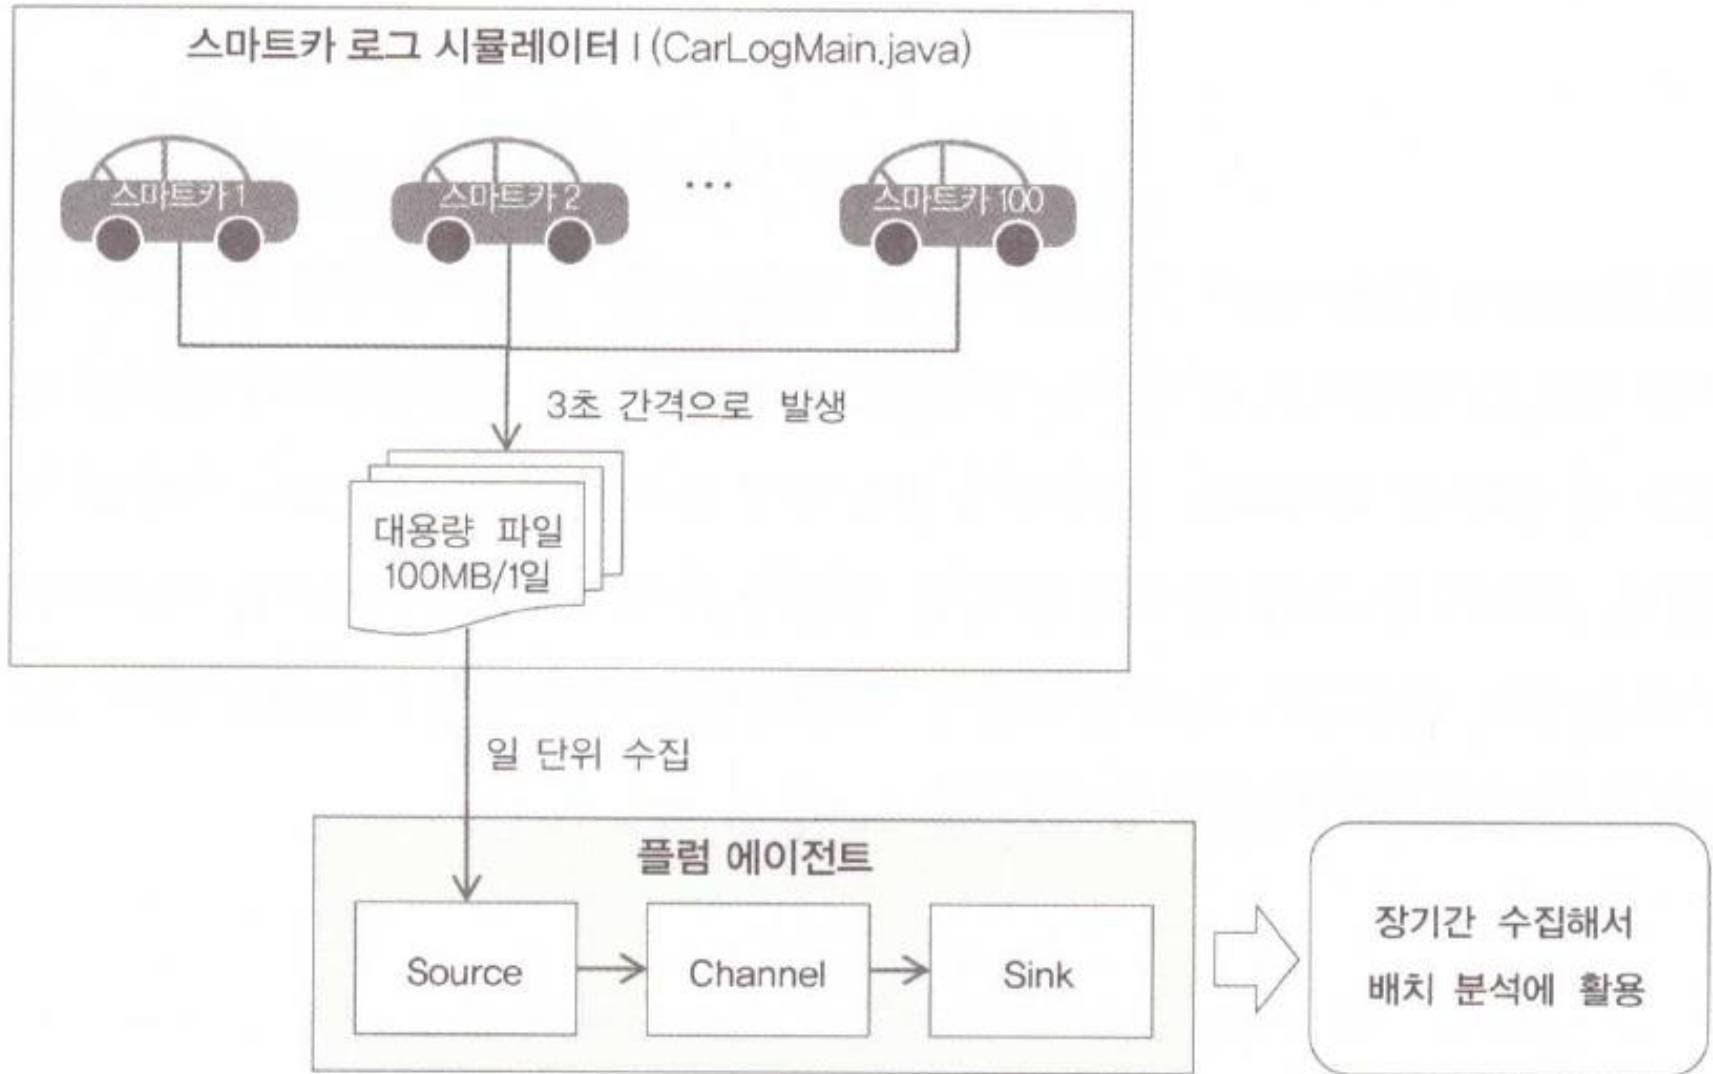 스마트카 로그 시뮬레이터 I (CarLogMain.java)
스마트카 1
스마트카 2
...
스마트카 100
3초 간격으로 발생
대용량 파일
100MB/1일
일 단위 수집
플럼 에이전트
Source
Channel
Sink
장기간 수집해서
배치 분석에 활용